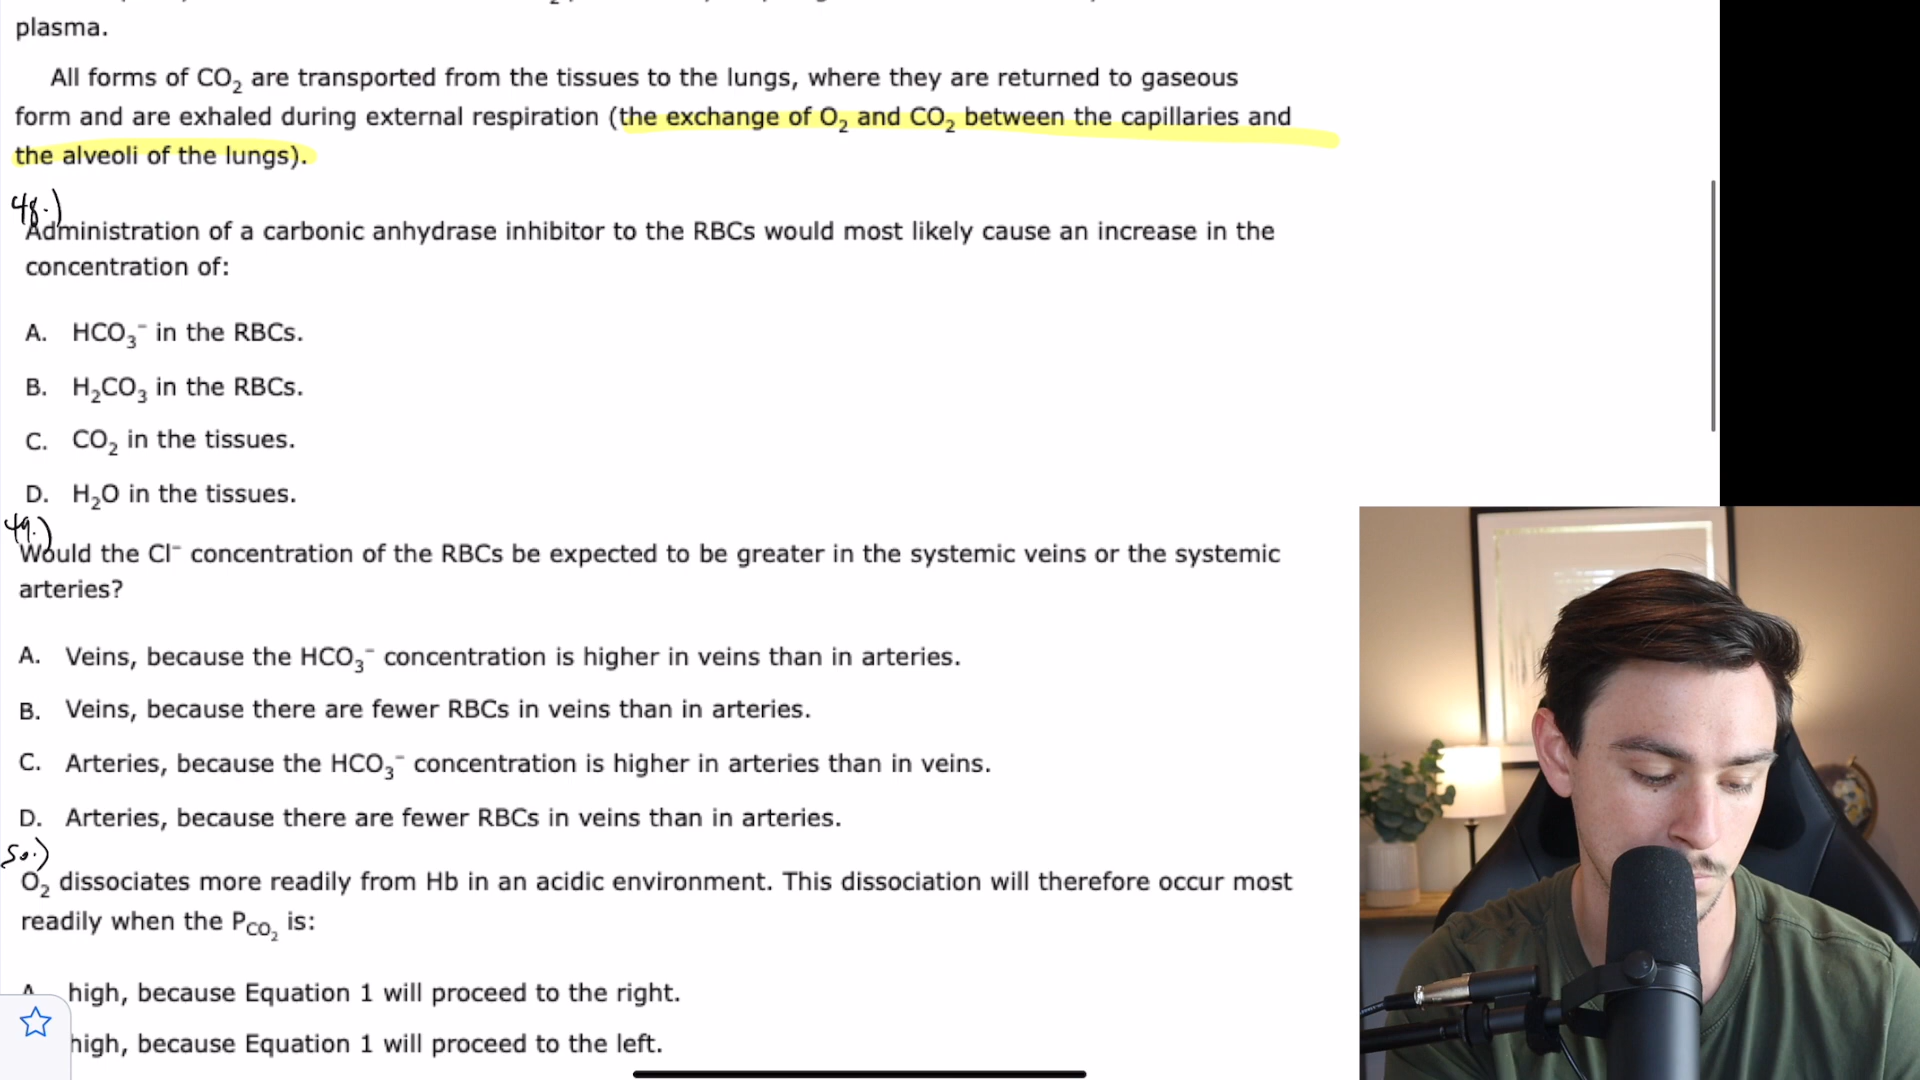 plasma.
All forms of CO₂ are transported from the tissues to the lungs, where they are returned to gaseous
form and are exhaled during external respiration (the exchange of O₂ and CO₂ between the capillaries and
the alveoli of the lungs).
48.)
Administration of a carbonic anhydrase inhibitor to the RBCs would most likely cause an increase in the
concentration of:
A. HCO₃⁻ in the RBCs.
B. H₂CO₃ in the RBCs.
C. CO₂ in the tissues.
D. H₂O in the tissues.
49.)
Would the Cl⁻ concentration of the RBCs be expected to be greater in the systemic veins or the systemic
arteries?
A. Veins, because the HCO₃⁻ concentration is higher in veins than in arteries.
B. Veins, because there are fewer RBCs in veins than in arteries.
C. Arteries, because the HCO₃⁻ concentration is higher in arteries than in veins.
D. Arteries, because there are fewer RBCs in veins than in arteries.
50.)
O₂ dissociates more readily from Hb in an acidic environment. This dissociation will therefore occur most
readily when the P_CO₂ is:
high, because Equation 1 will proceed to the right.
high, because Equation 1 will proceed to the left.